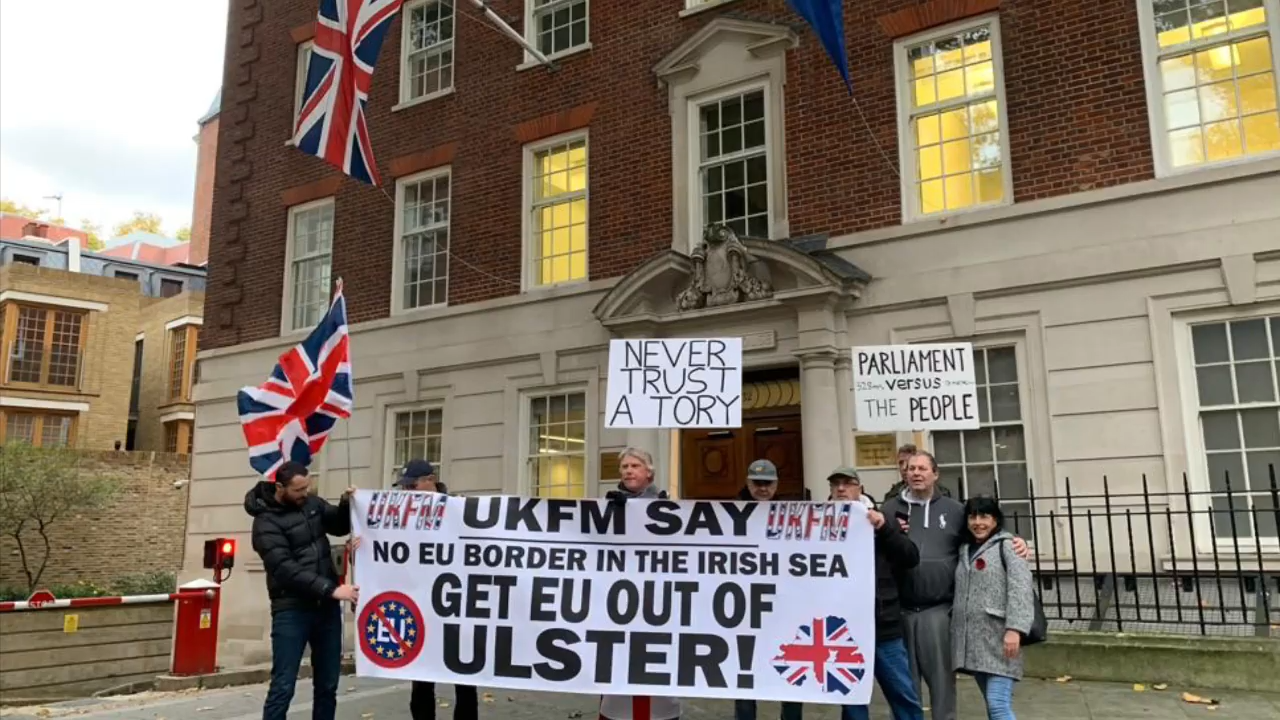 NEVER
TRUST
A TORY
PARLIAMENT
VERSUS
THE PEOPLE
UKFM UKFM SAY UKFM
NO EU BORDER IN THE IRISH SEA
GET EU OUT OF
ULSTER!
EU
STOP